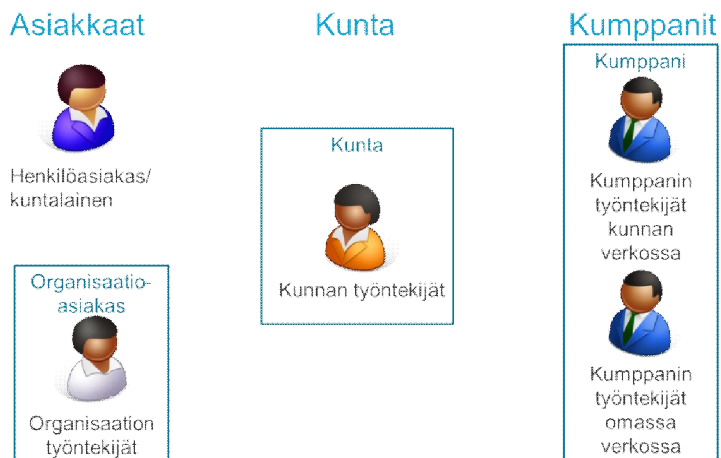 Asiakkaat
Henkilöasiakas/
kuntalainen
Organisaatio-
asiakas
Organisaation
työntekijät
Kunta
Kunta
Kunnan työntekijät
Kumppanit
Kumppani
Kumppanin
työntekijät
kunnan
verkossa
Kumppanin
työntekijät
omassa
verkossa